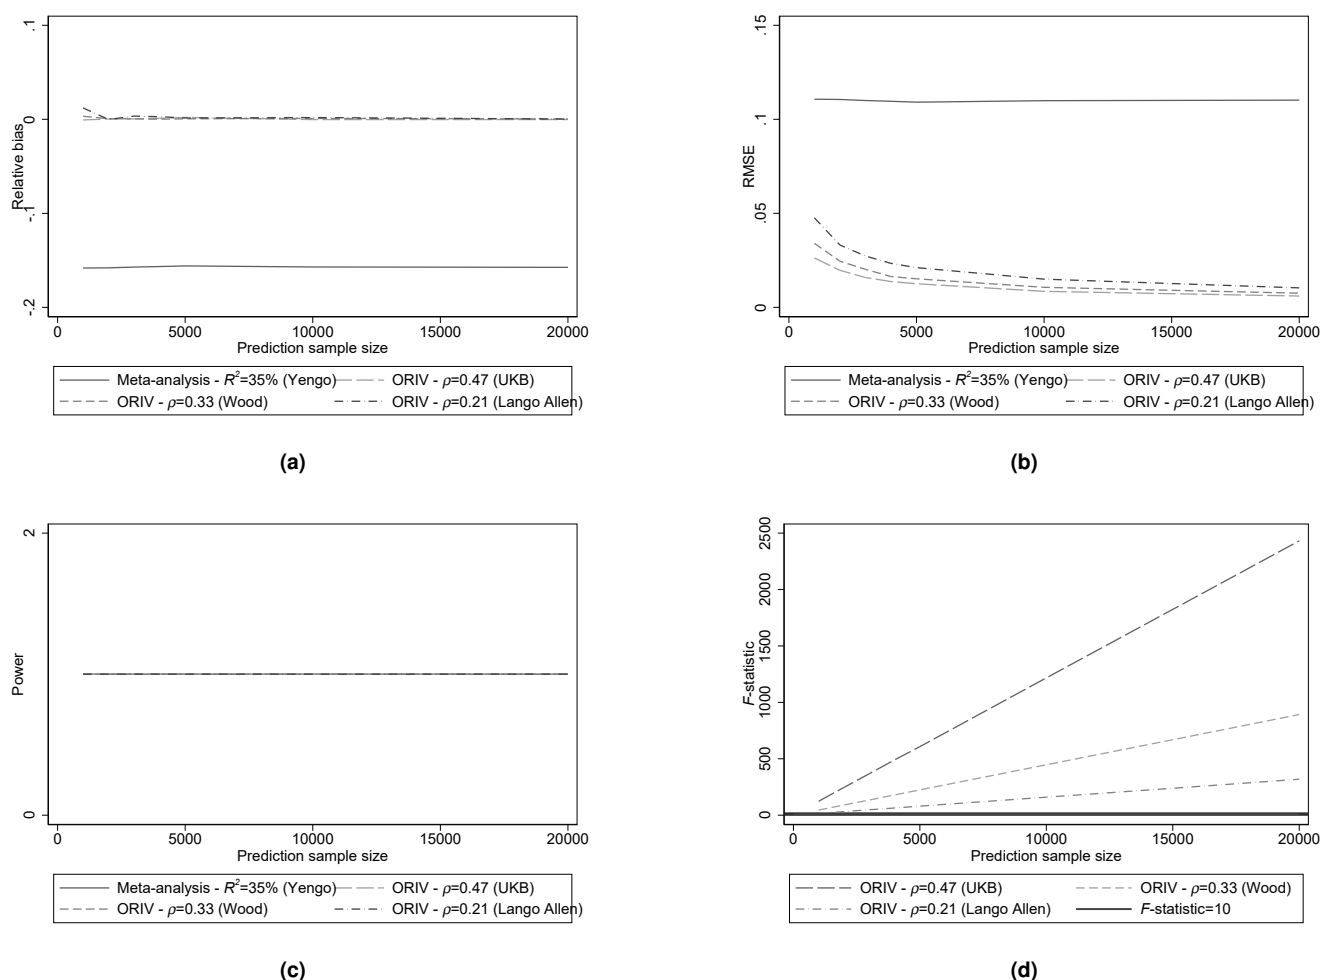 .1
0
-.1
-.2
Relative bias
0 5000 10000 15000 20000
Prediction sample size
Meta-analysis - R²=35% (Yengo) ORIV - ρ=0.47 (UKB)
ORIV - ρ=0.33 (Wood) ORIV - ρ=0.21 (Lango Allen)
(a)
.15
.1
.05
0
RMSE
0 5000 10000 15000 20000
Prediction sample size
Meta-analysis - R²=35% (Yengo) ORIV - ρ=0.47 (UKB)
ORIV - ρ=0.33 (Wood) ORIV - ρ=0.21 (Lango Allen)
(b)
2
0
Power
0 5000 10000 15000 20000
Prediction sample size
Meta-analysis - R²=35% (Yengo) ORIV - ρ=0.47 (UKB)
ORIV - ρ=0.33 (Wood) ORIV - ρ=0.21 (Lango Allen)
(c)
2500
2000
1500
1000
500
0
F-statistic
0 5000 10000 15000 20000
Prediction sample size
ORIV - ρ=0.47 (UKB) ORIV - ρ=0.33 (Wood)
ORIV - ρ=0.21 (Lango Allen) F-statistic=10
(d)